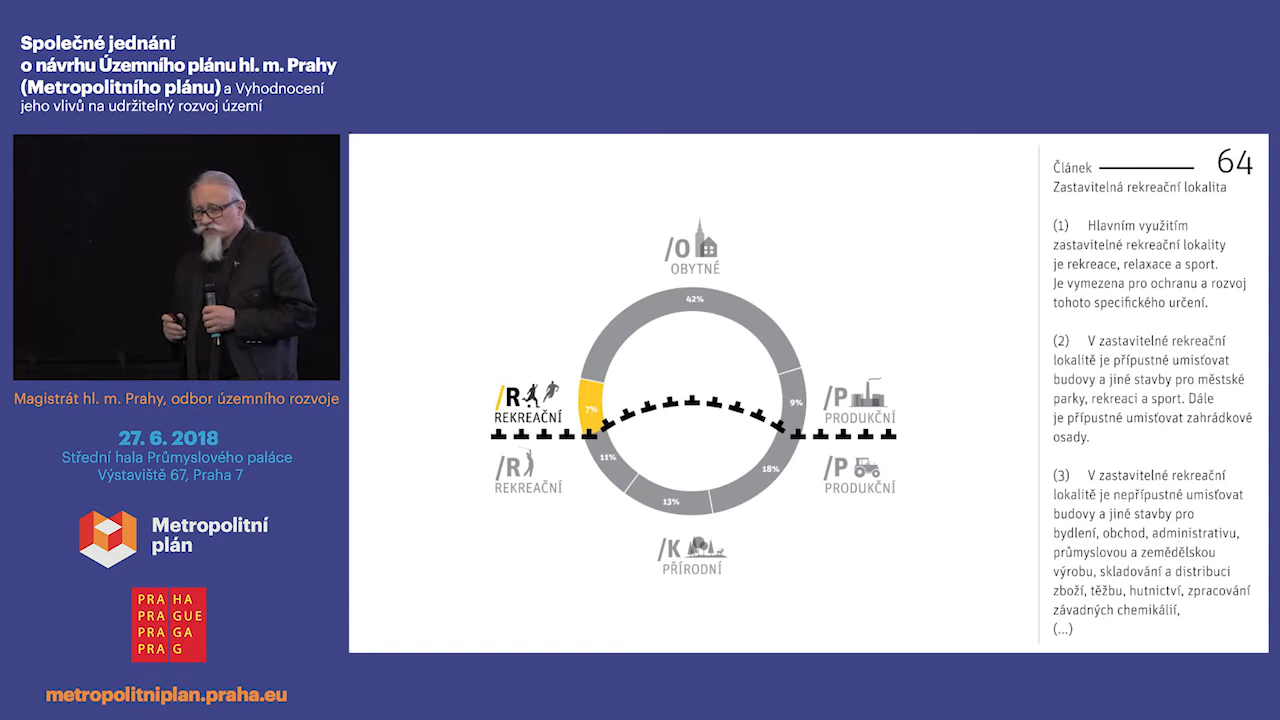 Společné jednání
o návrhu Územního plánu hl. m. Prahy
(Metropolitního plánu) a Vyhodnocení
jeho vlivů na udržitelný rozvoj území
Magistrát hl. m. Prahy, odbor územního rozvoje
27. 6. 2018
Střední hala Průmyslového paláce
Výstaviště 67, Praha 7
Metropolitní
plán
PRA HA
PRA GUE
PRA GA
PRA G
metropolitniplan.praha.eu
/O
OBYTNÉ
42%
/R
REKREAČNÍ
7%
9%
/P
PRODUKČNÍ
/R
REKREAČNÍ
11%
18%
/P
PRODUKČNÍ
13%
/K
PŘÍRODNÍ
Článek 64
Zastavitelná rekreační lokalita
(1) Hlavním využitím
zastavitelné rekreační lokality
je rekreace, relaxace a sport.
Je vymezena pro ochranu a rozvoj
tohoto specifického určení.
(2) V zastavitelné rekreační
lokalitě je přípustné umisťovat
budovy a jiné stavby pro městské
parky, rekreaci a sport. Dále
je přípustné umisťovat zahrádkové
osady.
(3) V zastavitelné rekreační
lokalitě je nepřípustné umisťovat
budovy a jiné stavby pro
bydlení, obchod, administrativu,
průmyslovou a zemědělskou
výrobu, skladování a distribuci
zboží, těžbu, hutnictví, zpracování
závadných chemikálií,
(...)